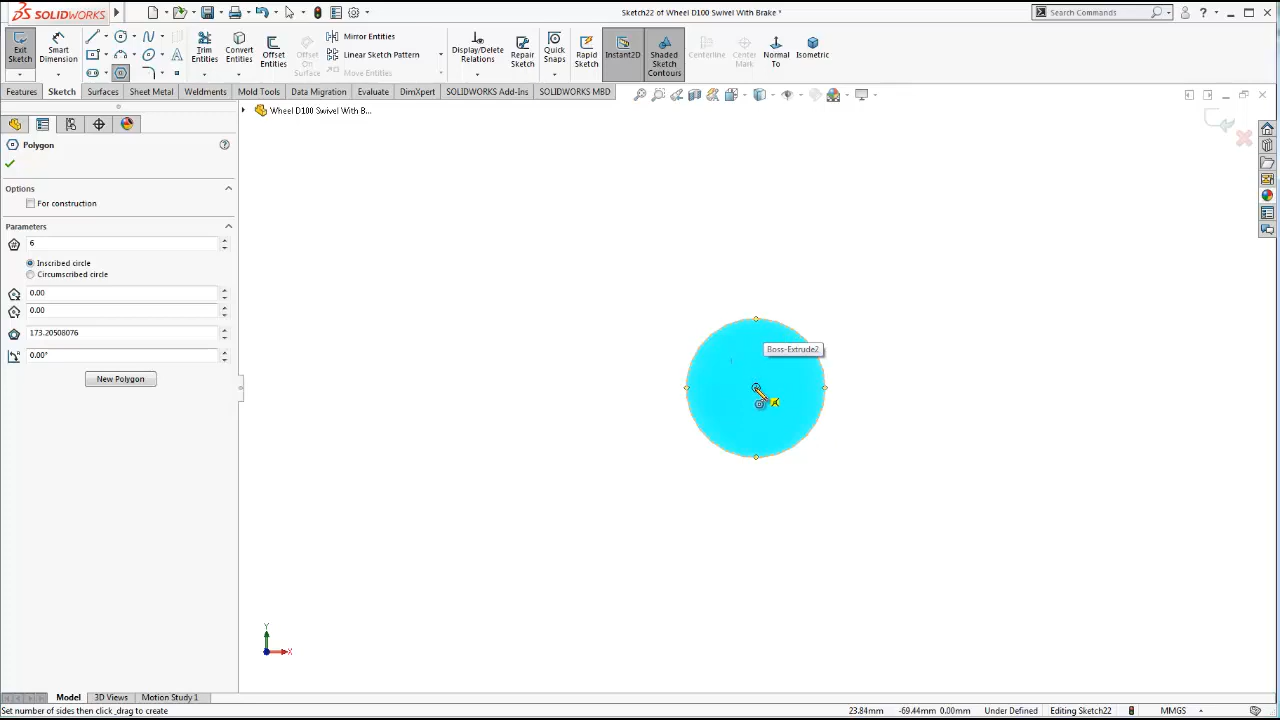 SOLIDWORKS
Sketch22 of Wheel D100 Swivel With Brake *
Search Commands
Exit Sketch
Smart Dimension
Trim Entities
Convert Entities
Offset Entities
Offset On Surface
Mirror Entities
Linear Sketch Pattern
Move Entities
Display/Delete Relations
Repair Sketch
Quick Snaps
Rapid Sketch
Instant2D
Shaded Sketch Contours
Centerline
Center Mark
Normal To
Isometric
Features
Sketch
Surfaces
Sheet Metal
Weldments
Mold Tools
Data Migration
Evaluate
DimXpert
SOLIDWORKS Add-Ins
SOLIDWORKS MBD
Wheel D100 Swivel With B...
Polygon
Options
For construction
Parameters
6
Inscribed circle
Circumscribed circle
0.00
0.00
173.20508076
0.00°
New Polygon
Boss-Extrude2
Y
X
Model
3D Views
Motion Study 1
Set number of sides then click_drag to create
23.84mm
-69.44mm 0.00mm
Under Defined
Editing Sketch22
MMGS